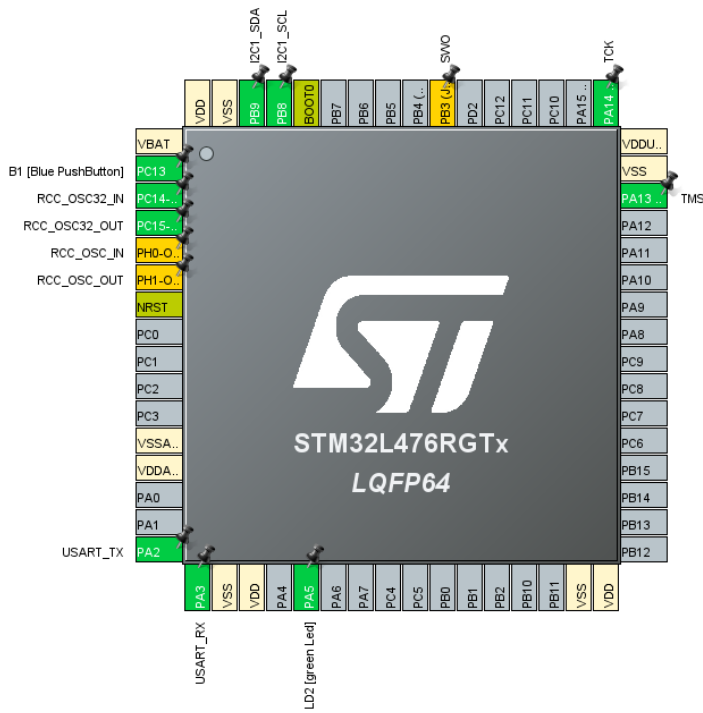 I2C1_SDA
I2C1_SCL
SWO
TCK
VDD
VSS
PB9
PB8
BOOT0
PB7
PB6
PB5
PB4 (..
PB3 (J..
PD2
PC12
PC11
PC10
PA15 ..
PA14 ..
B1 [Blue PushButton]
RCC_OSC32_IN
RCC_OSC32_OUT
RCC_OSC_IN
RCC_OSC_OUT
USART_TX
VBAT
PC13
PC14-..
PC15-..
PH0-O..
PH1-O..
NRST
PC0
PC1
PC2
PC3
VSSA..
VDDA..
PA0
PA1
PA2
ST
STM32L476RGTx
LQFP64
VDDU..
VSS
PA13 ..
TMS
PA12
PA11
PA10
PA9
PA8
PC9
PC8
PC7
PC6
PB15
PB14
PB13
PB12
PA3
VSS
VDD
PA4
PA5
PA6
PA7
PC4
PC5
PB0
PB1
PB2
PB10
PB11
VSS
VDD
USART_RX
LD2 [green Led]